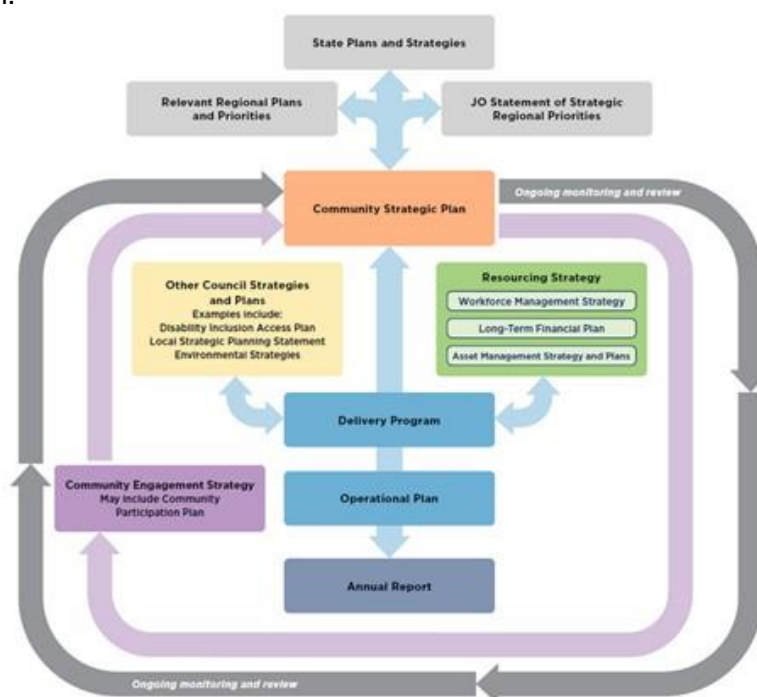 State Plans and Strategies
Relevant Regional Plans
and Priorities
JO Statement of Strategic
Regional Priorities
Community Strategic Plan
Ongoing monitoring and review
Other Council Strategies
and Plans
Examples include:
Disability Inclusion Access Plan
Local Strategic Planning Statement
Environmental Strategies
Resourcing Strategy
Workforce Management Strategy
Long-Term Financial Plan
Asset Management Strategy and Plans
Delivery Program
Community Engagement Strategy
May Include Community
Participation Plan
Operational Plan
Annual Report
Ongoing monitoring and review